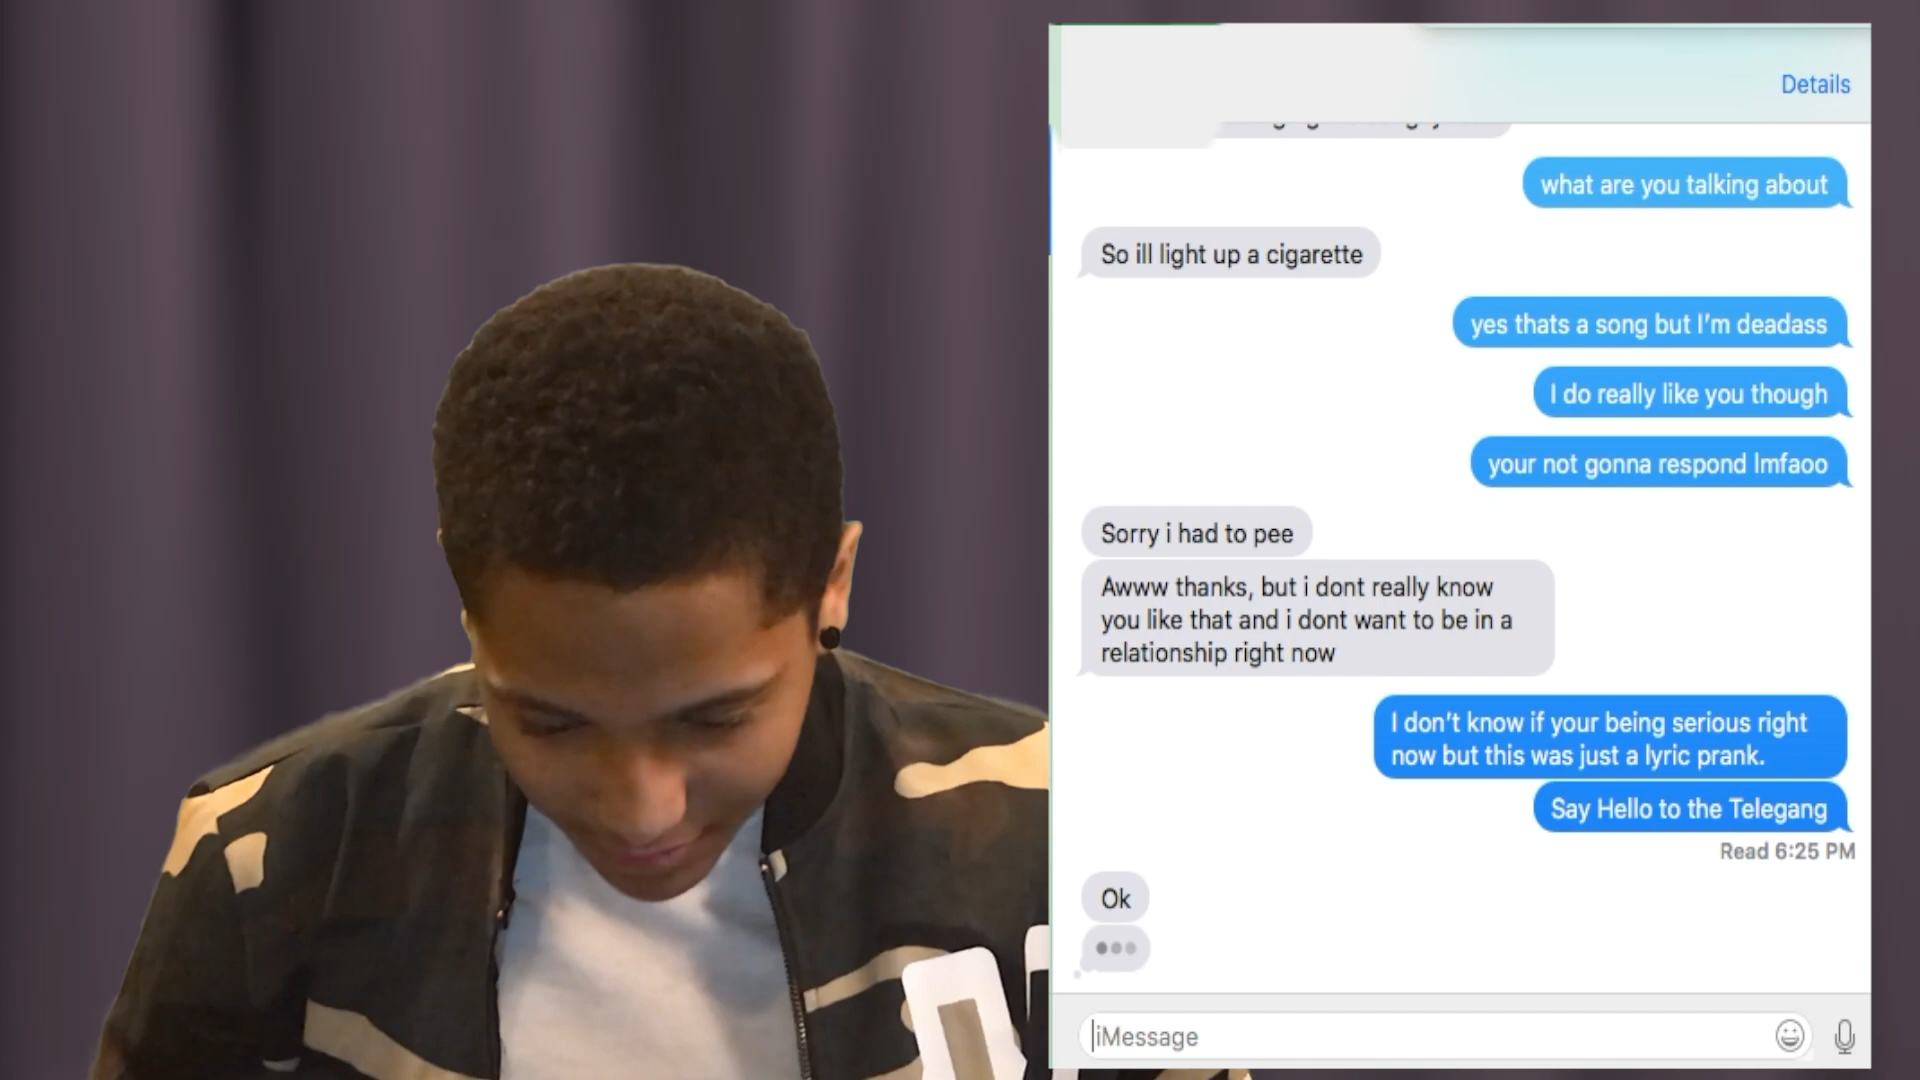 Details
what are you talking about
So ill light up a cigarette
yes thats a song but I'm deadass
I do really like you though
your not gonna respond lmfaoo
Sorry i had to pee
Awww thanks, but i dont really know
you like that and i dont want to be in a
relationship right now
I don't know if your being serious right
now but this was just a lyric prank.
Say Hello to the Telegang
Read 6:25 PM
Ok
iMessage